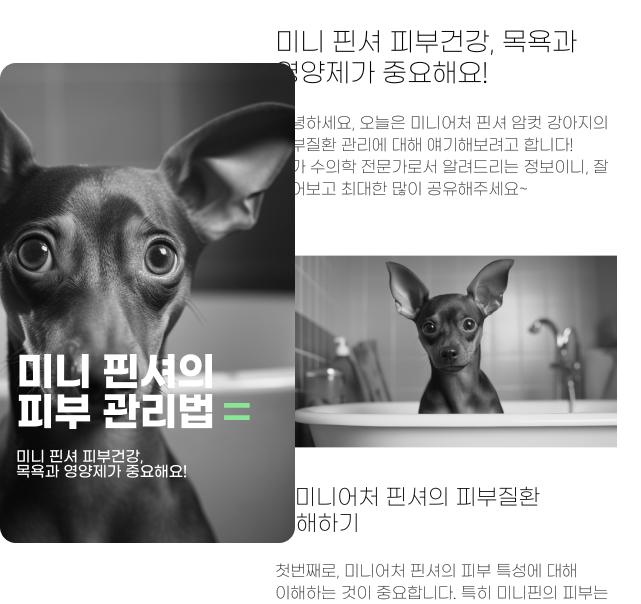 미니 핀셔 피부건강, 목욕과
영양제가 중요해요!
녕하세요, 오늘은 미니어처 핀셔 암컷 강아지의
부질환 관리에 대해 얘기해보려고 합니다!
가 수의학 전문가로서 알려드리는 정보이니, 잘
어보고 최대한 많이 공유해주세요~
미니 핀셔의
피부 관리법 =
미니 핀셔 피부건강,
목욕과 영양제가 중요해요!
미니어처 핀셔의 피부질환
해하기
첫번째로, 미니어처 핀셔의 피부 특성에 대해
이해하는 것이 중요합니다. 특히 미니핀의 피부는